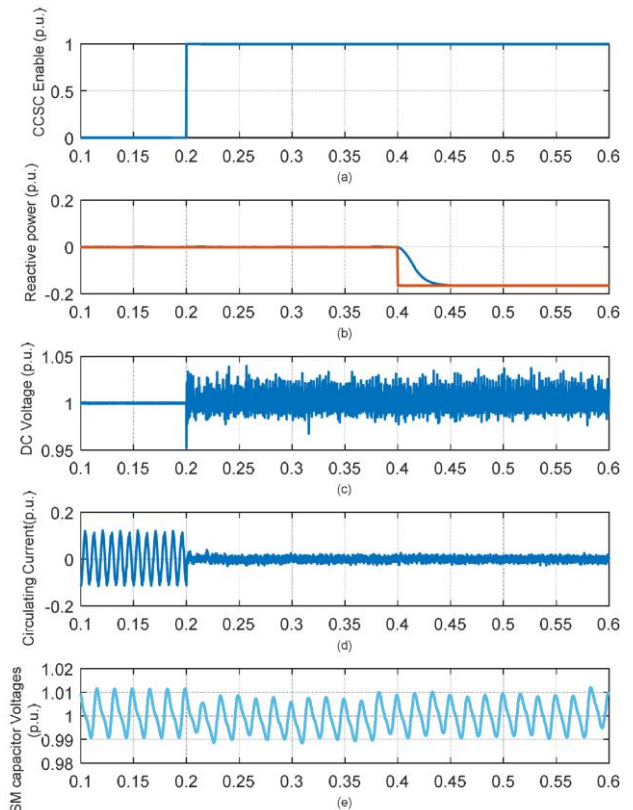 CCSC Enable (p.u.)
1
0.5
0
0.1 0.15 0.2 0.25 0.3 0.35 0.4 0.45 0.5 0.55 0.6
(a)
Reactive power (p.u.)
0.2
0
-0.2
0.1 0.15 0.2 0.25 0.3 0.35 0.4 0.45 0.5 0.55 0.6
(b)
DC Voltage (p.u.)
1.05
1
0.95
0.1 0.15 0.2 0.25 0.3 0.35 0.4 0.45 0.5 0.55 0.6
(c)
Circulating Current(p.u.)
0.2
0
-0.2
0.1 0.15 0.2 0.25 0.3 0.35 0.4 0.45 0.5 0.55 0.6
(d)
SM capacitor Voltages
(p.u.)
1.02
1.01
1
0.99
0.98
0.1 0.15 0.2 0.25 0.3 0.35 0.4 0.45 0.5 0.55 0.6
(e)